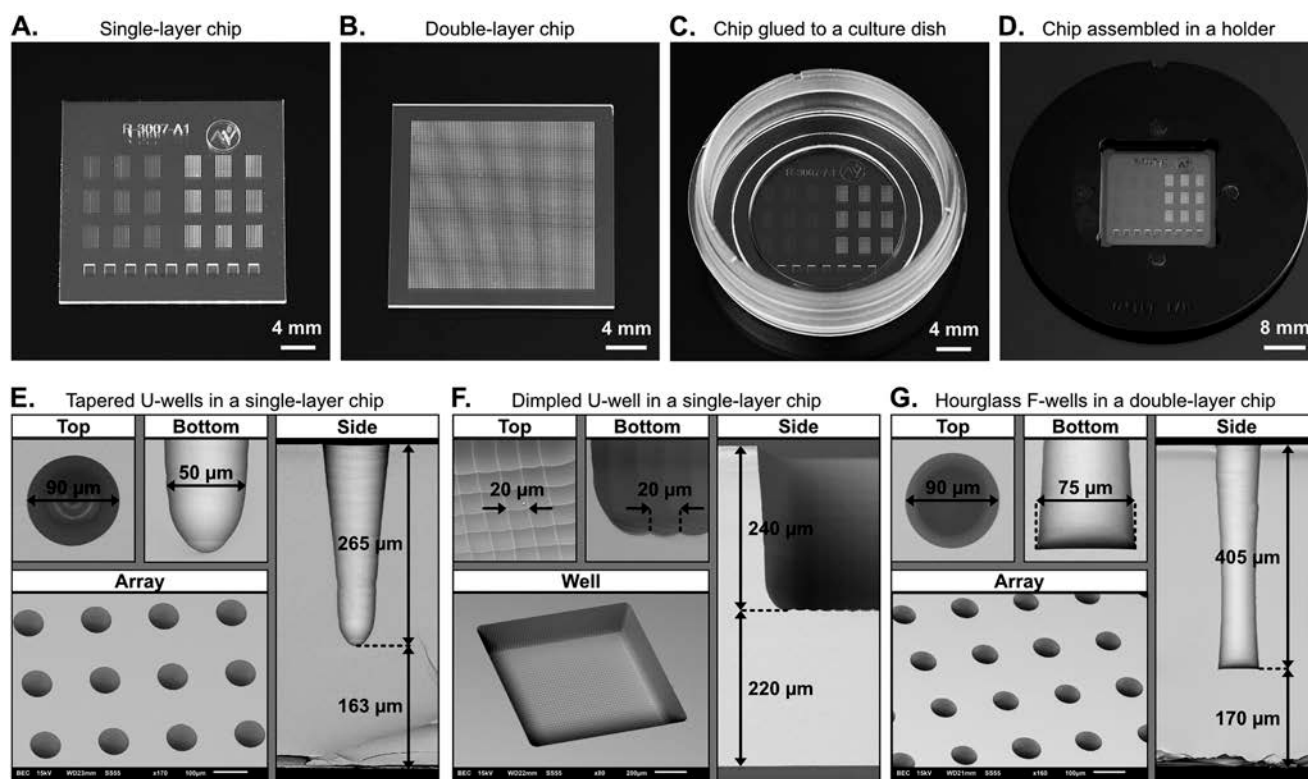 A. Single-layer chip
B. Double-layer chip
C. Chip glued to a culture dish
D. Chip assembled in a holder
R-3007-A1
4 mm
4 mm
R-3007-A1
4 mm
8 mm
E. Tapered U-wells in a single-layer chip
Top
Bottom
Side
90 µm
50 µm
265 µm
163 µm
Array
BEC 15kV WD23mm SS55 x170 100µm
F. Dimpled U-well in a single-layer chip
Top
Bottom
Side
20 µm
20 µm
240 µm
220 µm
Well
BEC 15kV WD22mm SS55 x80 200µm
G. Hourglass F-wells in a double-layer chip
Top
Bottom
Side
90 µm
75 µm
405 µm
170 µm
Array
BEC 15kV WD21mm SS55 x160 100µm